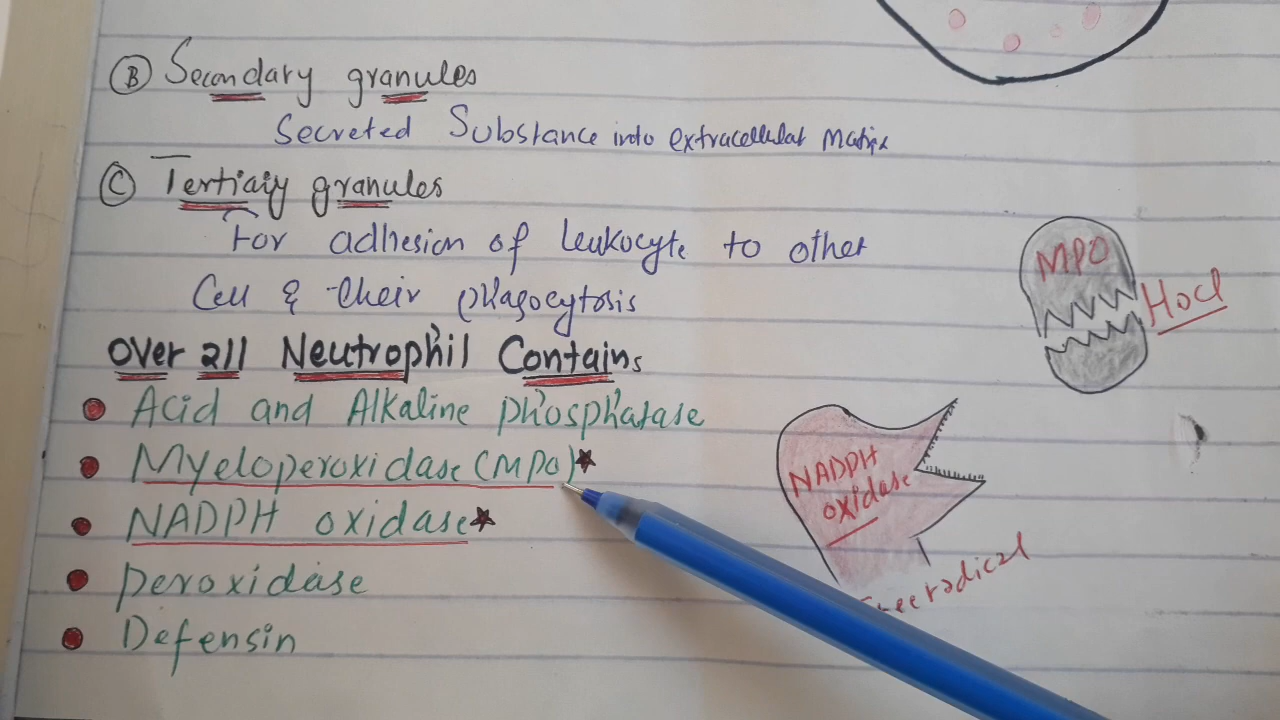 B Secondary granules
Secreted Substance into extracellular Matrix
C Tertiary granules
For adhesion of leukocyte to other
Cell & their phagocytosis
Over all Neutrophil Contains
Acid and Alkaline phosphatase
Myeloperoxidase (MPO)★
NADPH oxidase★
peroxidase
Defensin
MPO
HOCl
NADPH
oxidase
Free radical